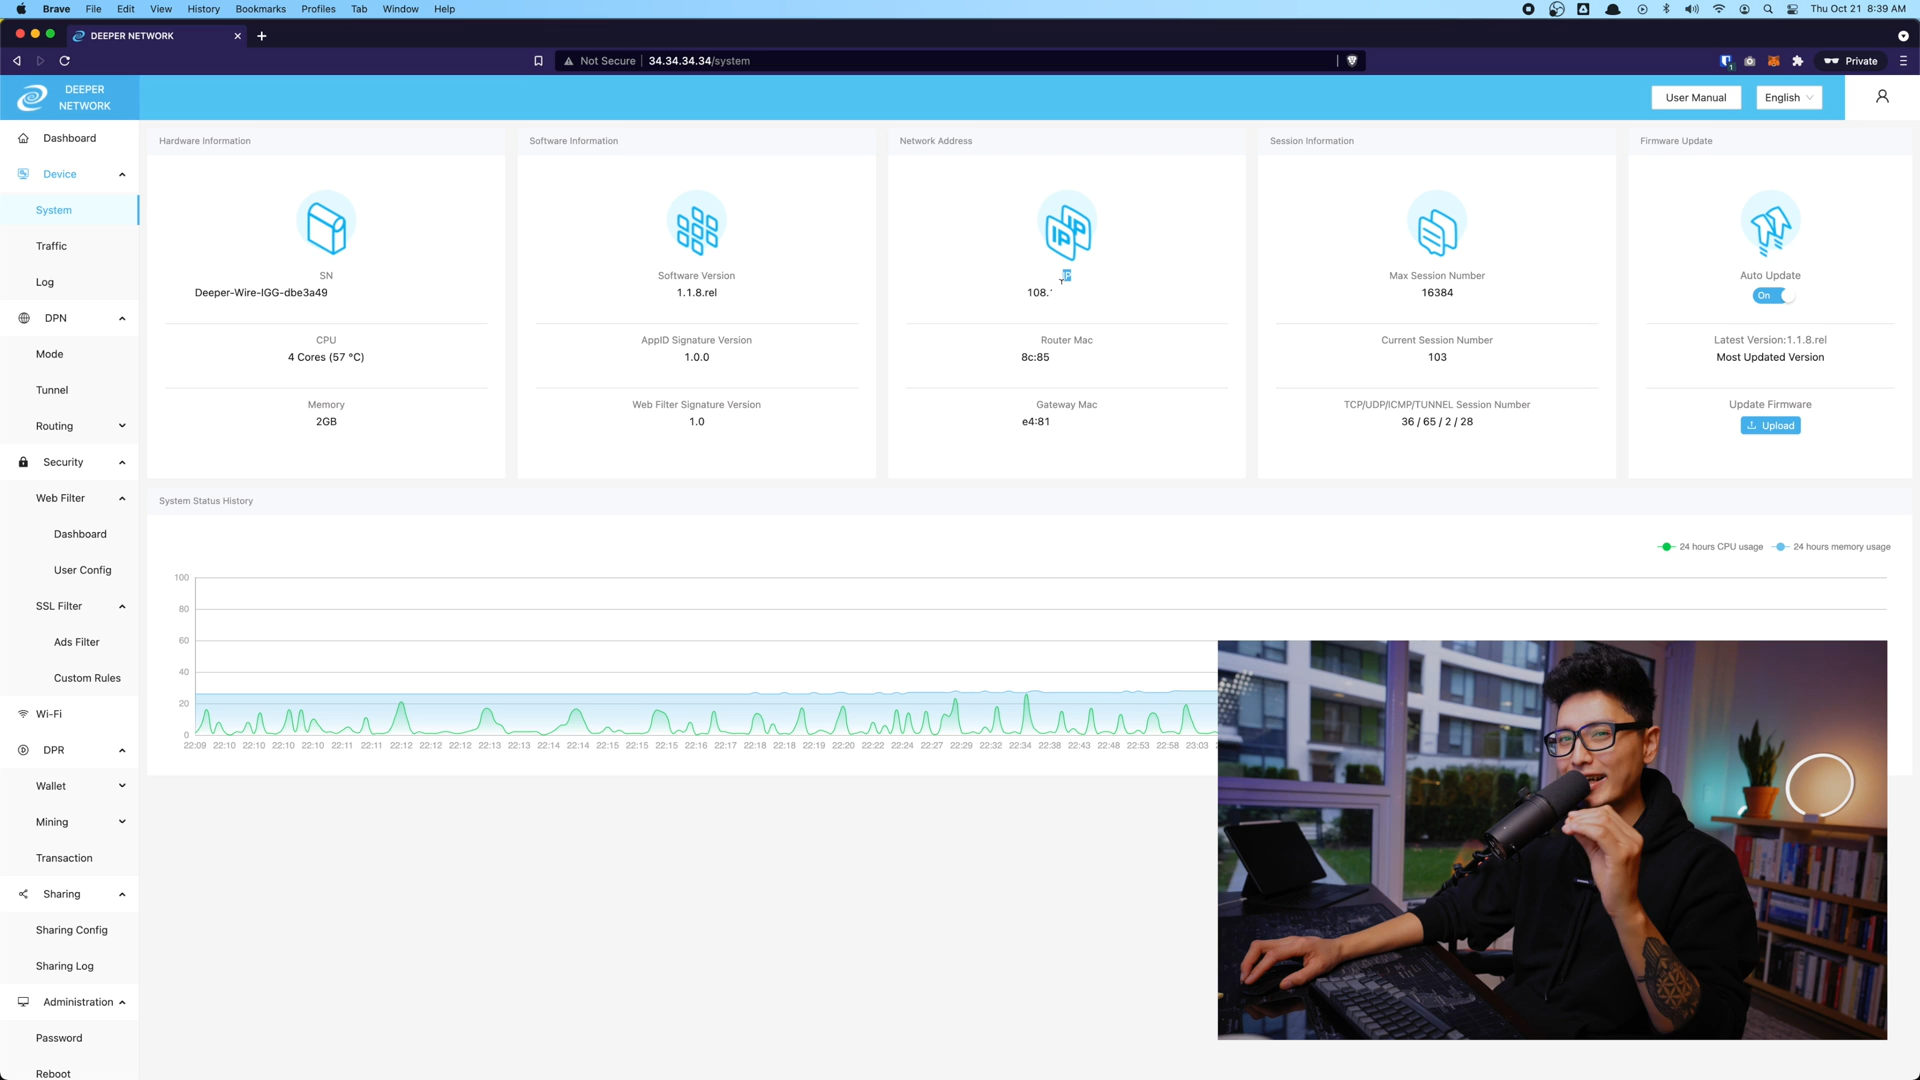 Brave File Edit View History Bookmarks Profiles Tab Window Help Thu Oct 21 8:39 AM
DEEPER NETWORK
Not Secure 34.34.34.34/system Private
DEEPER
NETWORK
User Manual English
Dashboard
Device
System
Traffic
Log
DPN
Mode
Tunnel
Routing
Security
Web Filter
Dashboard
User Config
SSL Filter
Ads Filter
Custom Rules
Wi-Fi
DPR
Wallet
Mining
Transaction
Sharing
Sharing Config
Sharing Log
Administration
Password
Reboot
Hardware Information
SN
Deeper-Wire-IGG-dbe3a49
CPU
4 Cores (57 °C)
Memory
2GB
Software Information
Software Version
1.1.8.rel
AppID Signature Version
1.0.0
Web Filter Signature Version
1.0
Network Address
IP
IP
IP
108.
Router Mac
8c:85
Gateway Mac
e4:81
Session Information
Max Session Number
16384
Current Session Number
103
TCP/UDP/ICMP/TUNNEL Session Number
36 / 65 / 2 / 28
Firmware Update
Auto Update
On
Latest Version:1.1.8.rel
Most Updated Version
Update Firmware
Upload
System Status History
24 hours CPU usage 24 hours memory usage
100
80
60
40
20
0
22:09 22:10 22:10 22:10 22:10 22:11 22:11 22:12 22:12 22:12 22:13 22:13 22:14 22:14 22:15 22:15 22:15 22:16 22:17 22:18 22:18 22:19 22:20 22:22 22:24 22:27 22:29 22:32 22:34 22:38 22:43 22:48 22:53 22:58 23:03